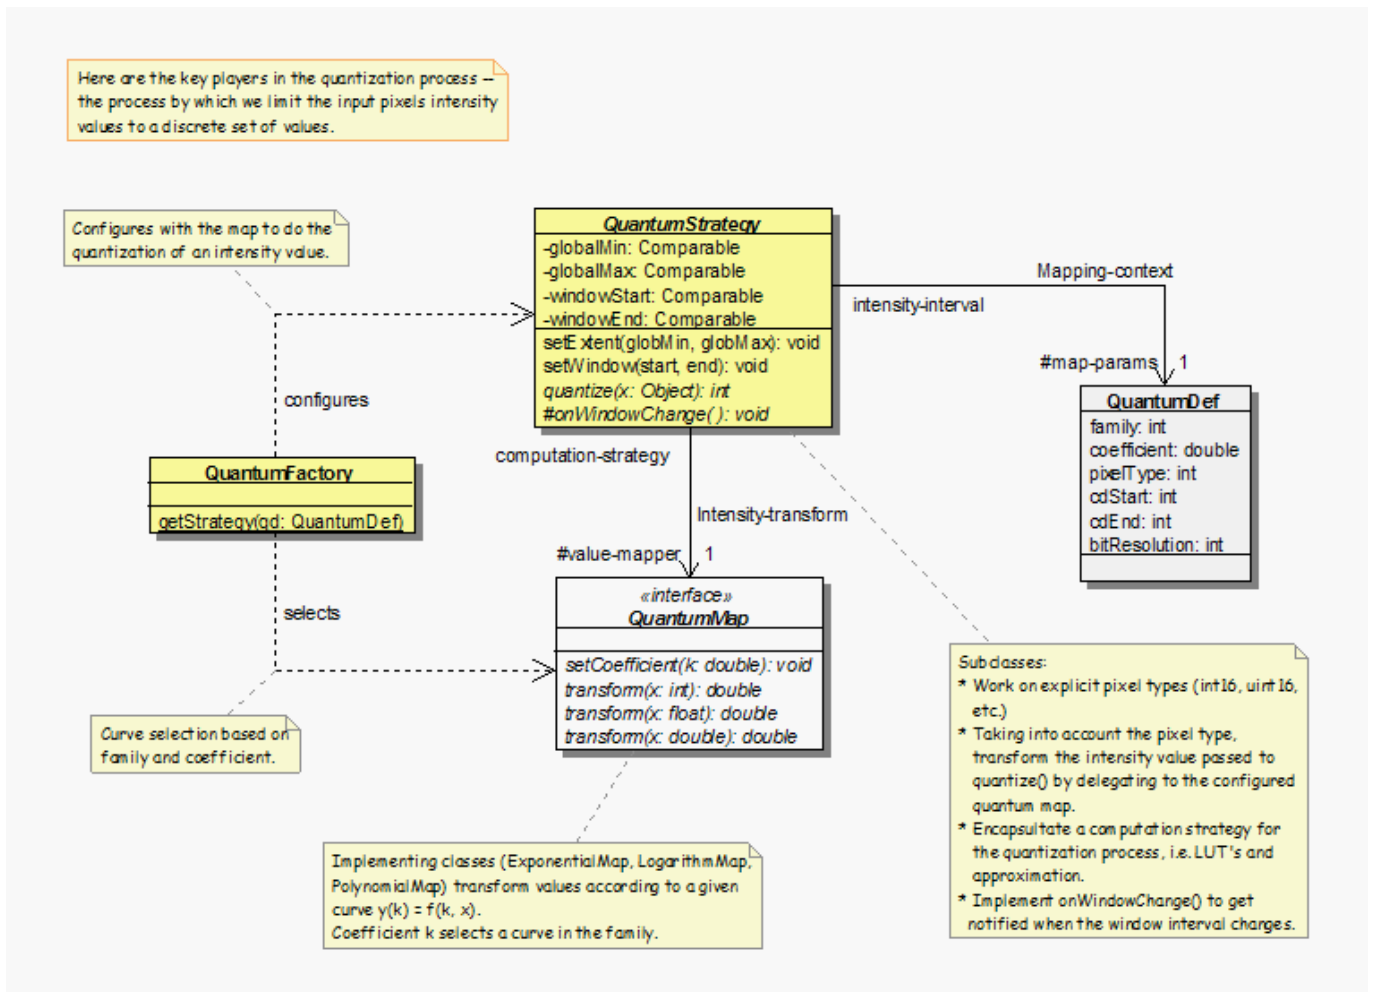 Here are the key players in the quantization process –
the process by which we limit the input pixels intensity
values to a discrete set of values.
Configures with the map to do the
quantization of an intensity value.
QuantumStrategy
-globalMin: Comparable
-globalMax: Comparable
-windowStart: Comparable
-windowEnd: Comparable
setExtent(globMin, globMax): void
setWindow(start, end): void
quantize(x: Object): int
#onWindowChange( ): void
Mapping-context
intensity-interval
#map-params
1
QuantumDef
family: int
coefficient: double
pixelType: int
cdStart: int
cdEnd: int
bitResolution: int
configures
computation-strategy
QuantumFactory
getStrategy(qd: QuantumDef)
Intensity-transform
#value-mapper
1
selects
«interface»
QuantumMap
setCoefficient(k: double): void
transform(x: int): double
transform(x: float): double
transform(x: double): double
Curve selection based on
family and coefficient.
Subclasses:
* Work on explicit pixel types (int16, uint16,
etc.)
* Taking into account the pixel type,
transform the intensity value passed to
quantize() by delegating to the configured
quantum map.
* Encapsultate a computation strategy for
the quantization process, i.e. LUT's and
approximation.
* Implement onWindowChange() to get
notified when the window interval changes.
Implementing classes (ExponentialMap, LogarithmMap,
PolynomialMap) transform values according to a given
curve y(k) = f(k, x).
Coefficient k selects a curve in the family.